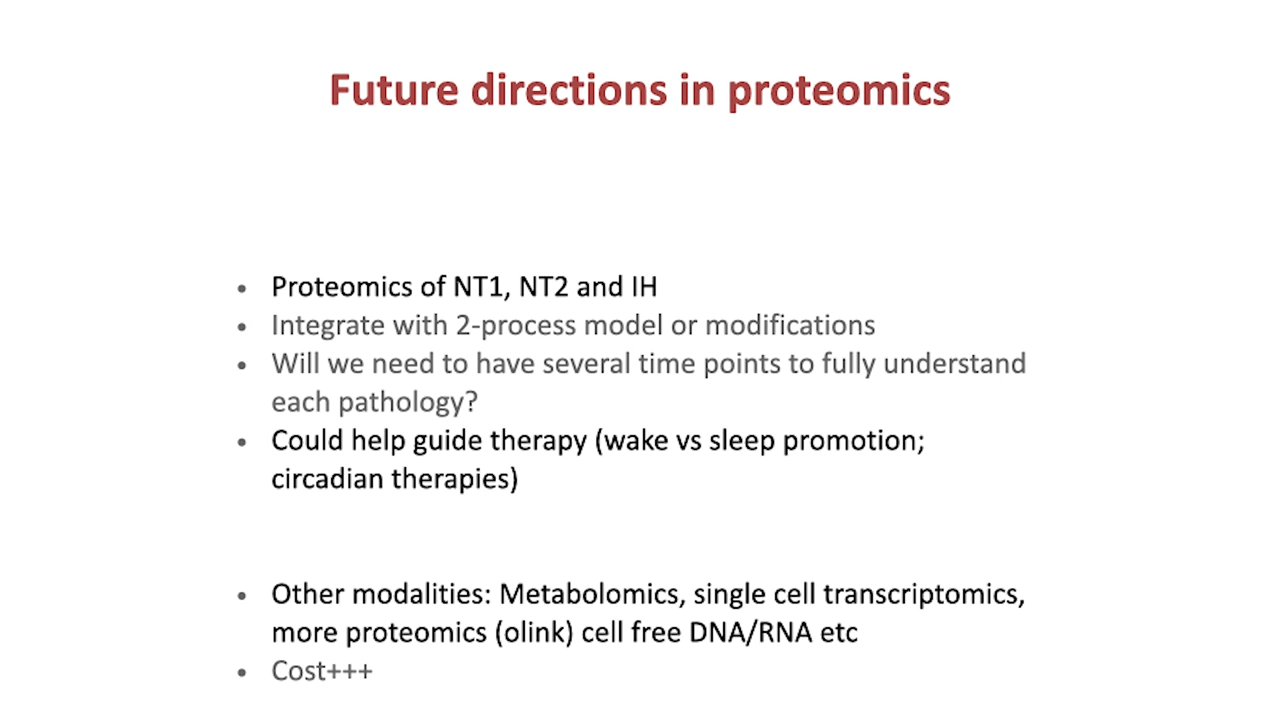 Future directions in proteomics
• Proteomics of NT1, NT2 and IH
• Integrate with 2-process model or modifications
• Will we need to have several time points to fully understand
each pathology?
• Could help guide therapy (wake vs sleep promotion;
circadian therapies)
• Other modalities: Metabolomics, single cell transcriptomics,
more proteomics (olink) cell free DNA/RNA etc
• Cost+++